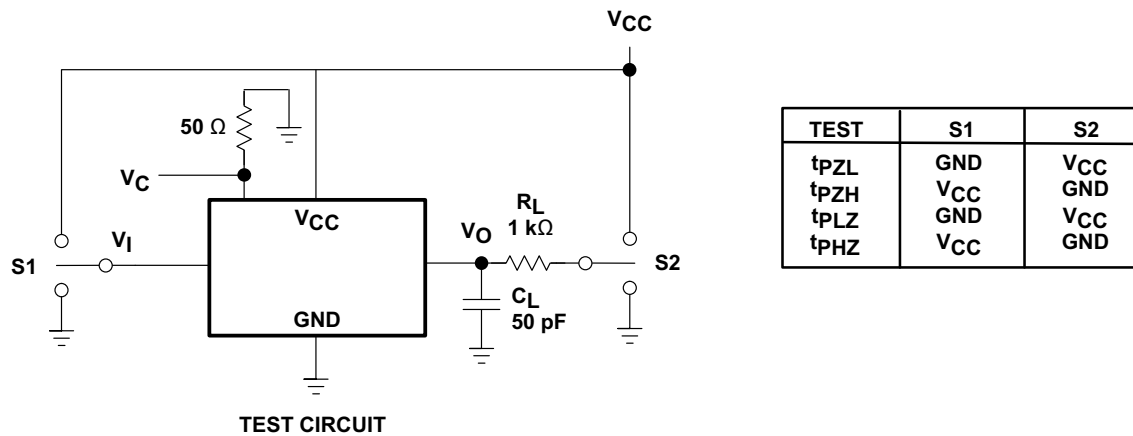 VCC
50 Ω
VC
VCC
RL
1 kΩ
VI
VO
S1
S2
CL
50 pF
GND
TEST CIRCUIT
TEST S1 S2
tPZL GND VCC
tPZH VCC GND
tPLZ GND VCC
tPHZ VCC GND